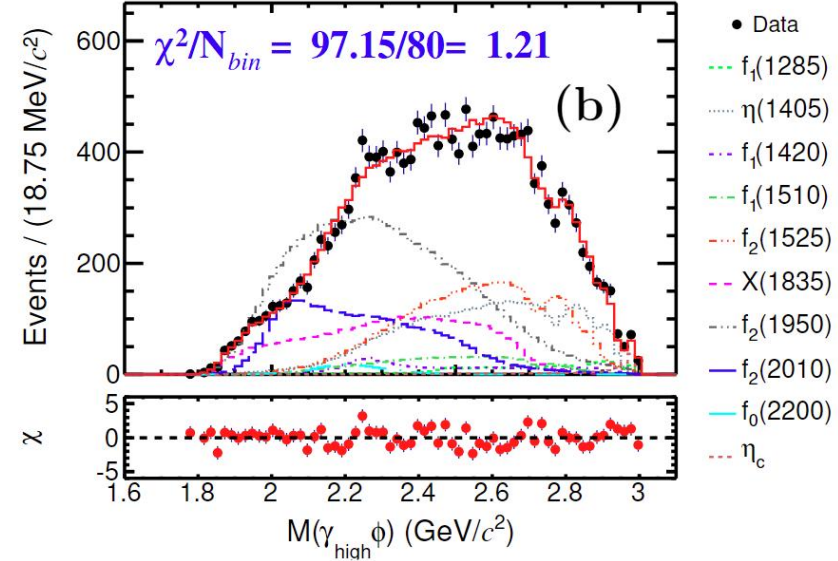 χ²/N_bin = 97.15/80= 1.21
(b)
Events / (18.75 MeV/c²)
600
400
200
0
χ
5
0
-5
1.6 1.8 2 2.2 2.4 2.6 2.8 3
M(γ_highϕ) (GeV/c²)
Data
f₁(1285)
η(1405)
f₁(1420)
f₁(1510)
f₂(1525)
X(1835)
f₂(1950)
f₂(2010)
f₀(2200)
η_c